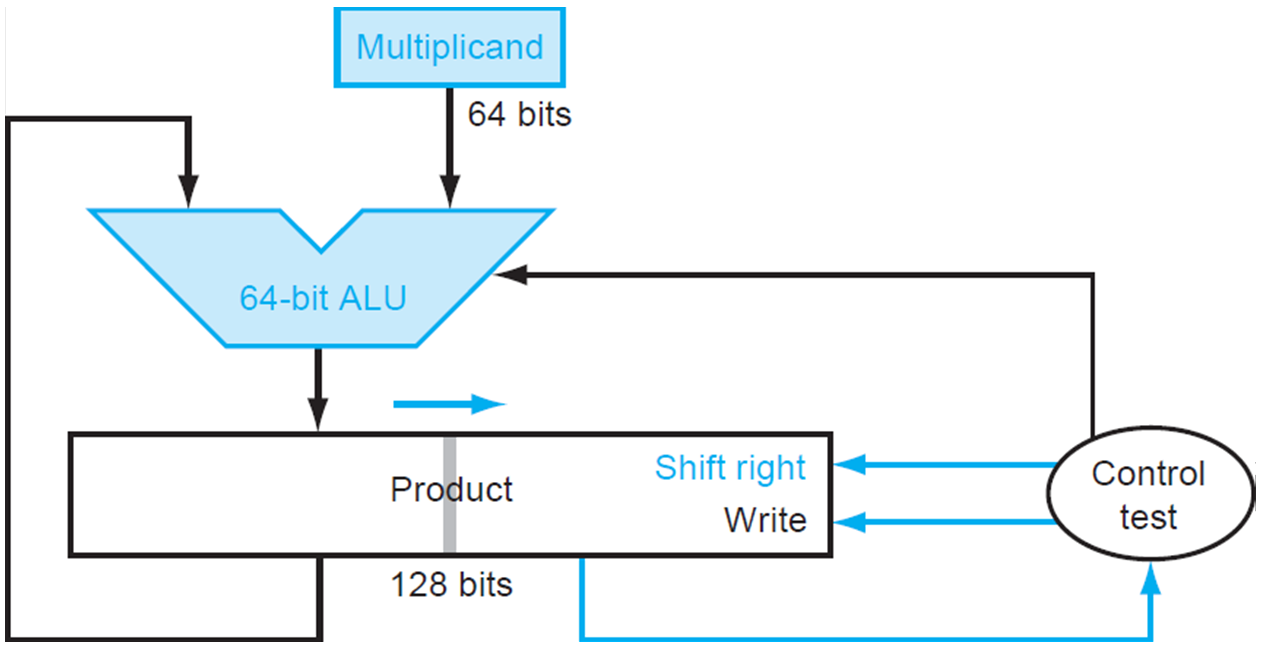 Multiplicand
64 bits
64-bit ALU
Shift right
Product
Write
128 bits
Control
test